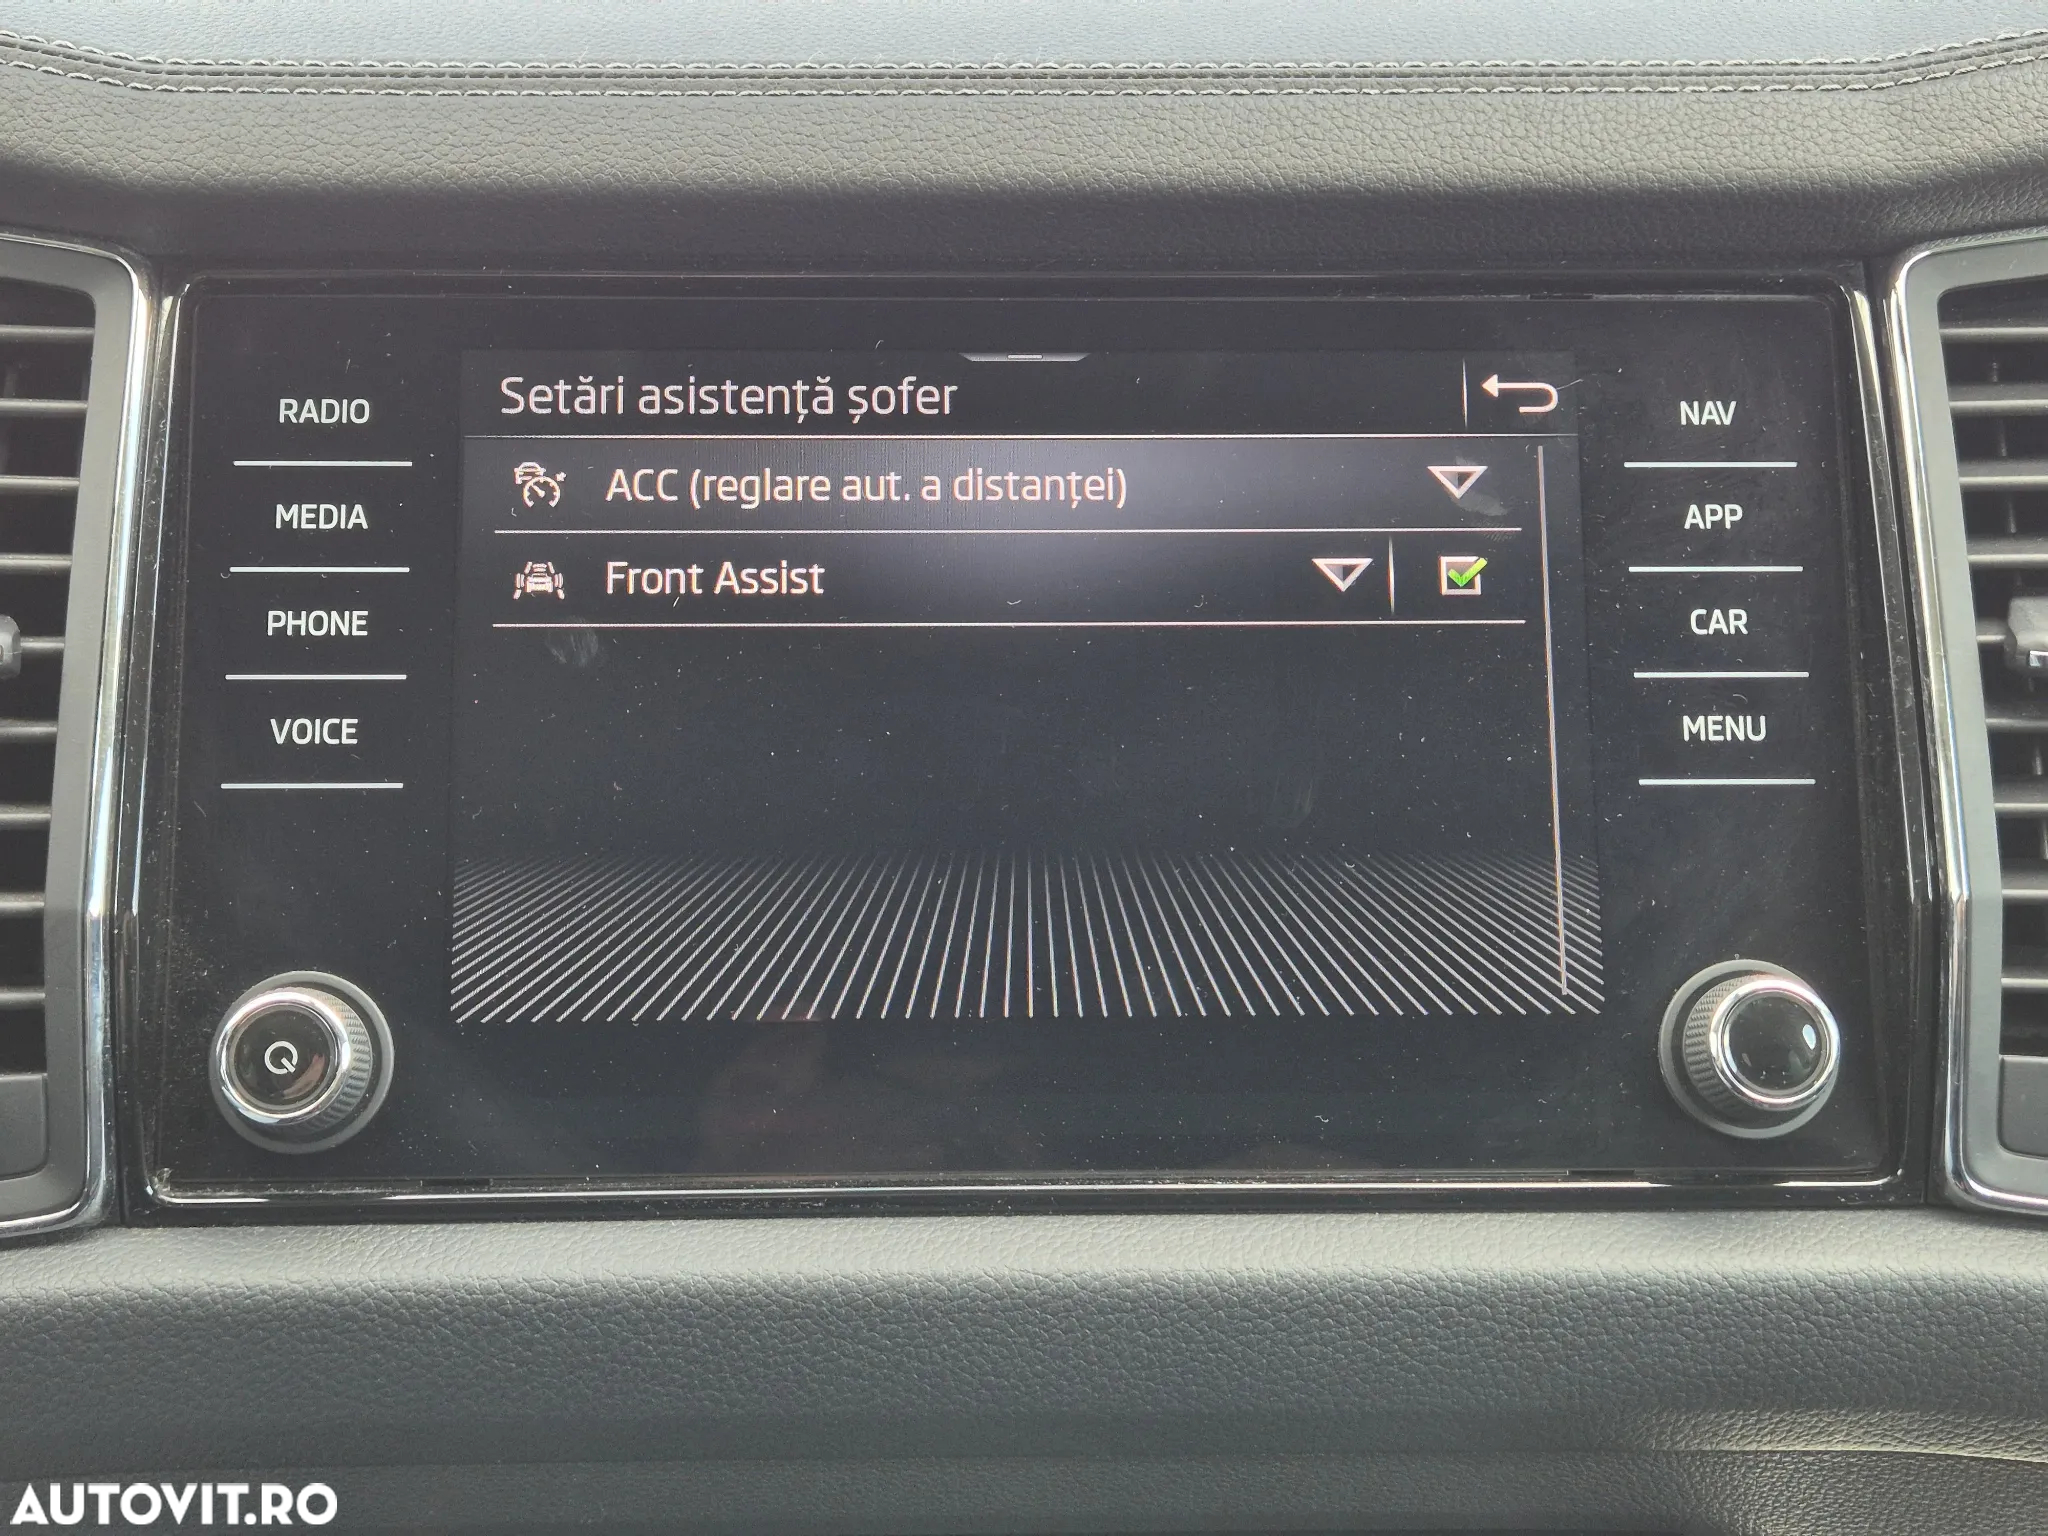 Setări asistență șofer
RADIO
MEDIA
PHONE
VOICE
ACC (reglare aut. a distanței)
Front Assist
NAV
APP
CAR
MENU
AUTOVIT.RO